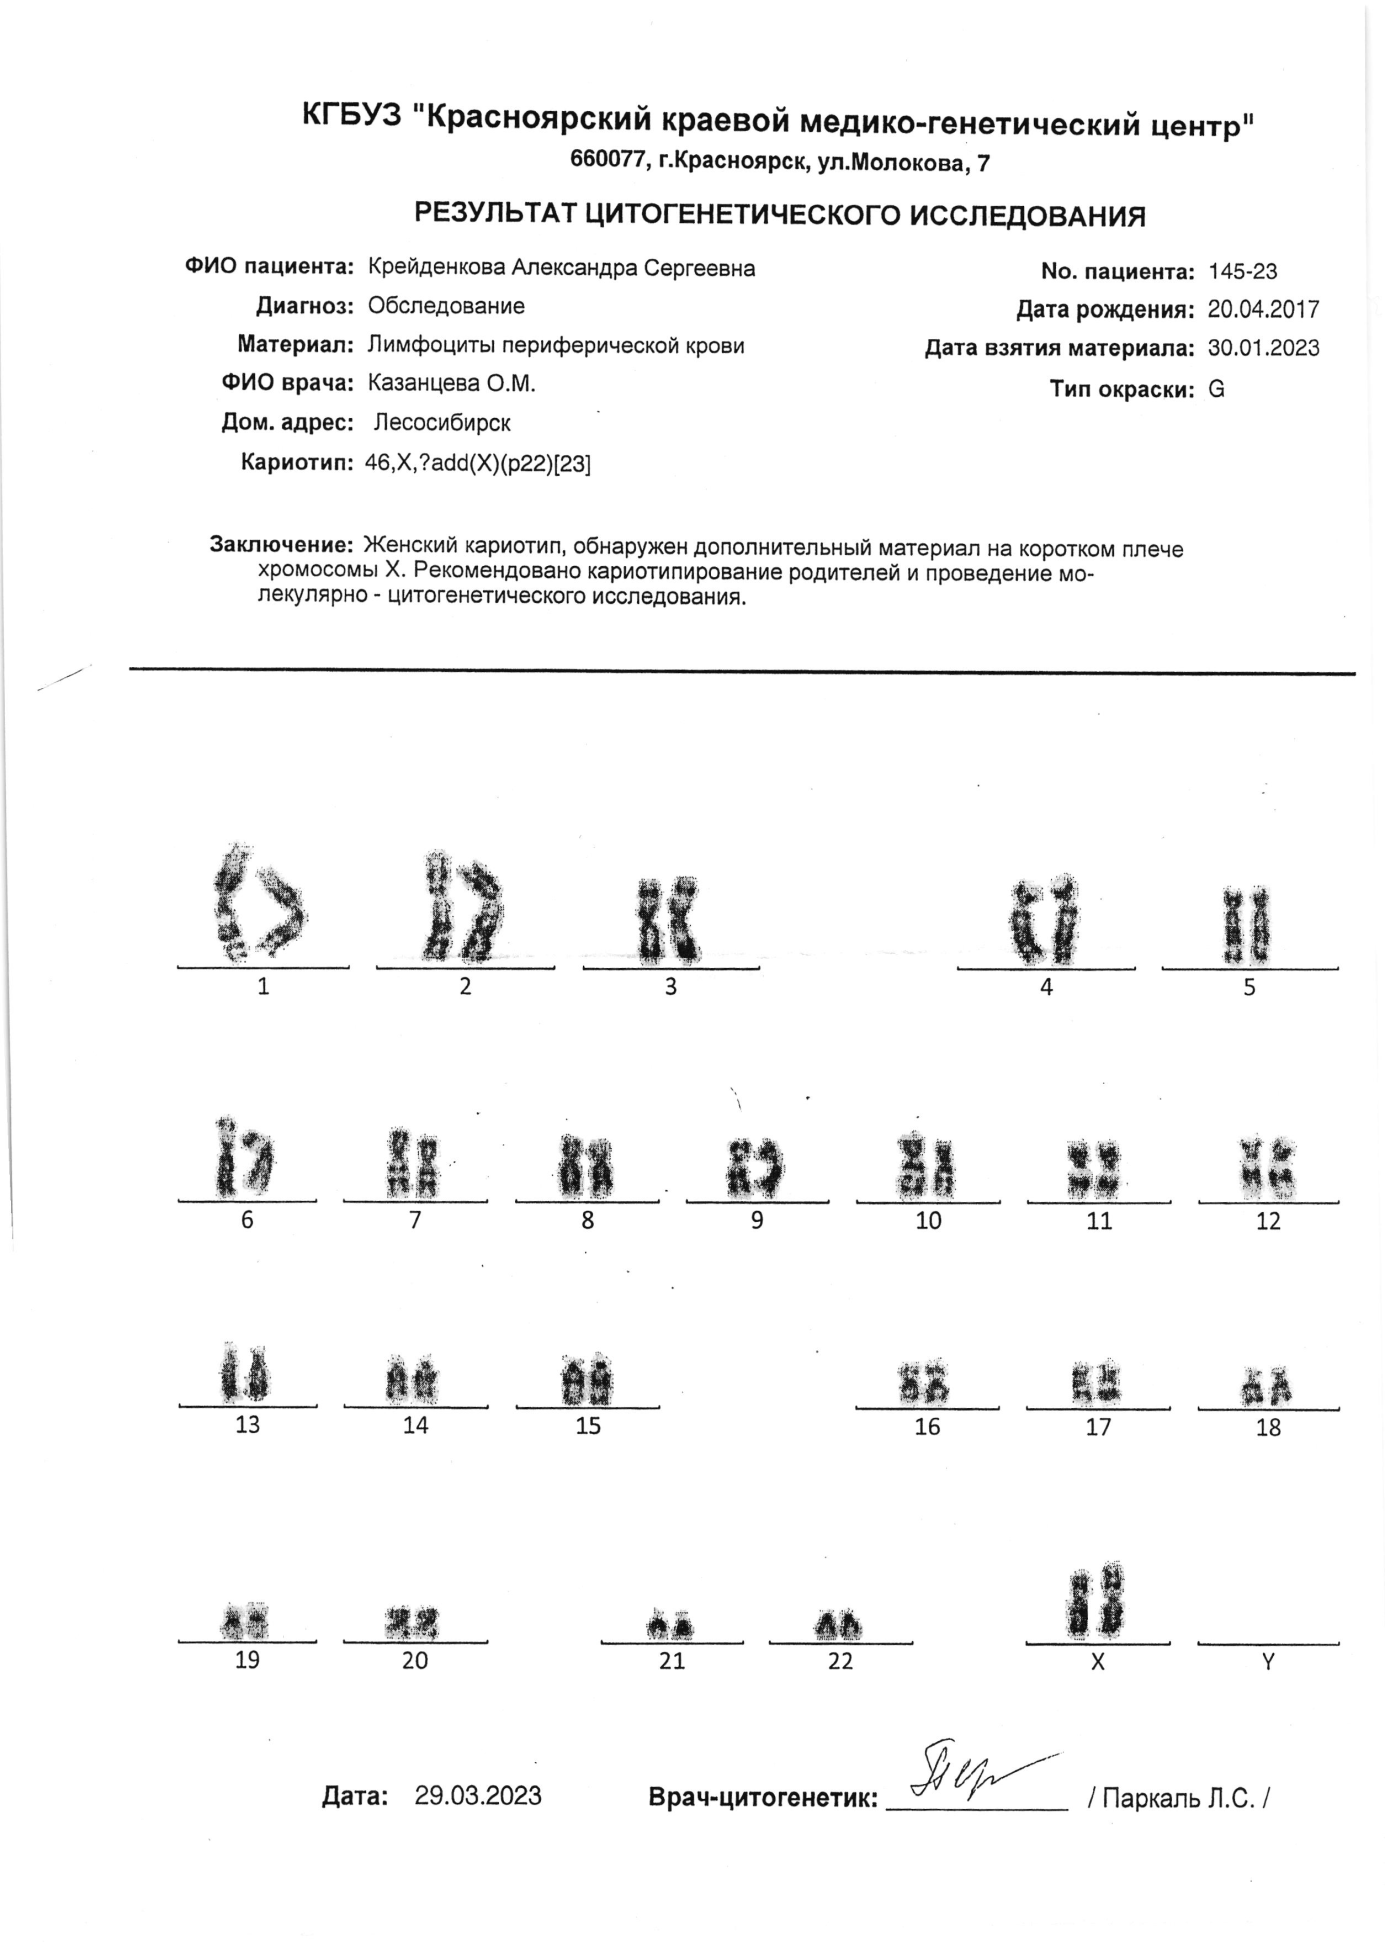 КГБУЗ "Красноярский краевой медико-генетический центр"
660077, г.Красноярск, ул.Молокова, 7
РЕЗУЛЬТАТ ЦИТОГЕНЕТИЧЕСКОГО ИССЛЕДОВАНИЯ
ФИО пациента: Крейденкова Александра Сергеевна No. пациента: 145-23
Диагноз: Обследование Дата рождения: 20.04.2017
Материал: Лимфоциты периферической крови Дата взятия материала: 30.01.2023
ФИО врача: Казанцева О.М. Тип окраски: G
Дом. адрес: Лесосибирск
Кариотип: 46,X,?add(X)(p22)[23]
Заключение: Женский кариотип, обнаружен дополнительный материал на коротком плече
хромосомы X. Рекомендовано кариотипирование родителей и проведение мо-
лекулярно - цитогенетического исследования.
1 2 3 4 5
6 7 8 9 10 11 12
13 14 15 16 17 18
19 20 21 22 X Y
Дата: 29.03.2023 Врач-цитогенетик: / Паркаль Л.С. /